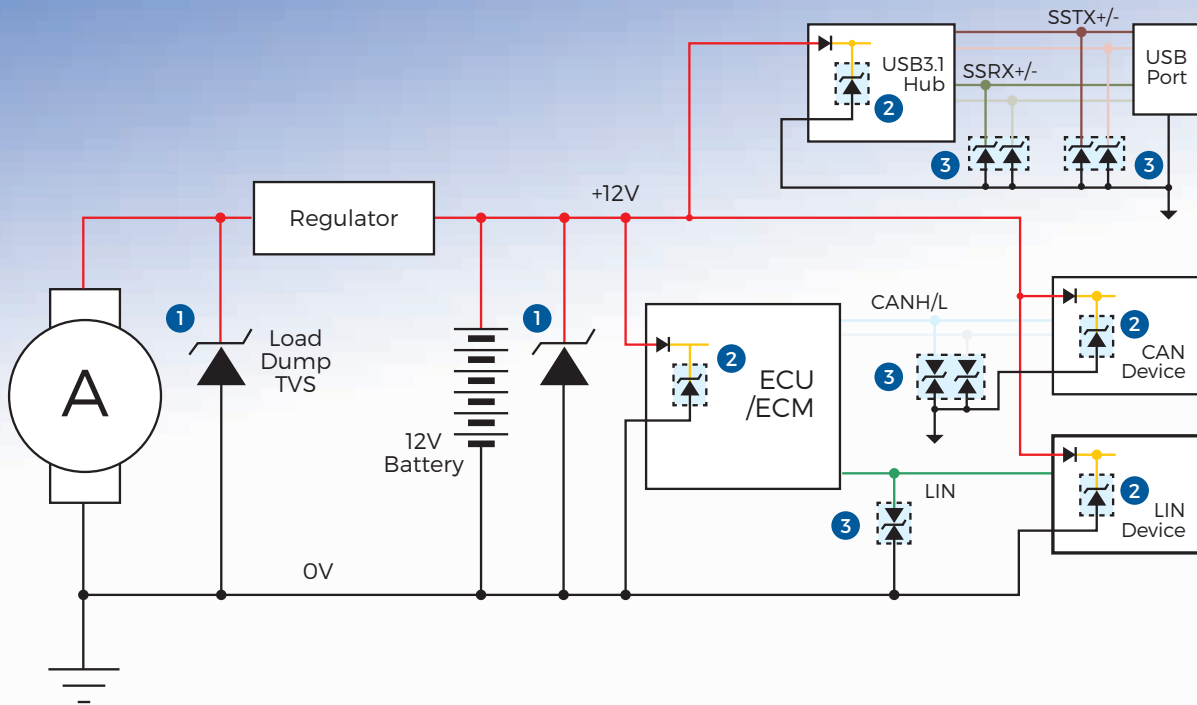 SSTX+/-
USB3.1
Hub
SSRX+/-
USB
Port
2
3
3
+12V
Regulator
1
Load
Dump
TVS
1
A
12V
Battery
2
ECU
/ECM
CANH/L
3
2
CAN
Device
LIN
3
2
LIN
Device
0V